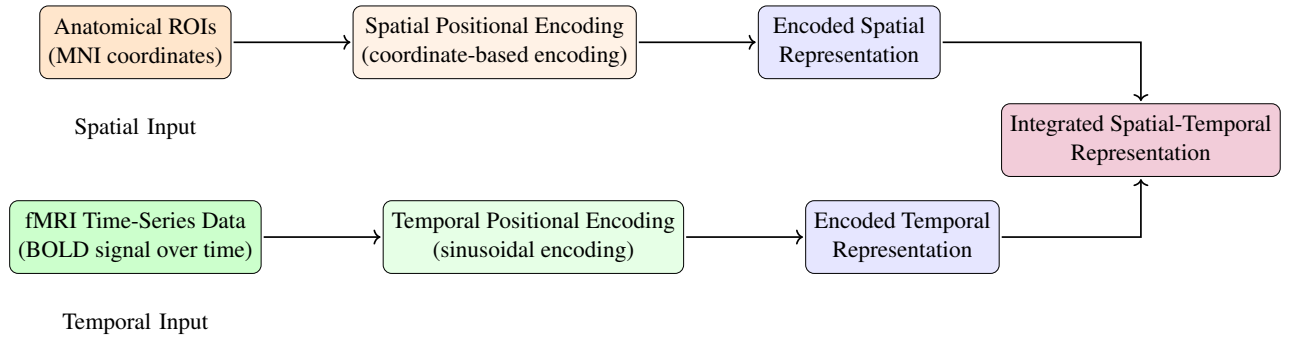 Anatomical ROIs
(MNI coordinates)
Spatial Positional Encoding
(coordinate-based encoding)
Encoded Spatial
Representation
Spatial Input
Integrated Spatial-Temporal
Representation
fMRI Time-Series Data
(BOLD signal over time)
Temporal Positional Encoding
(sinusoidal encoding)
Encoded Temporal
Representation
Temporal Input